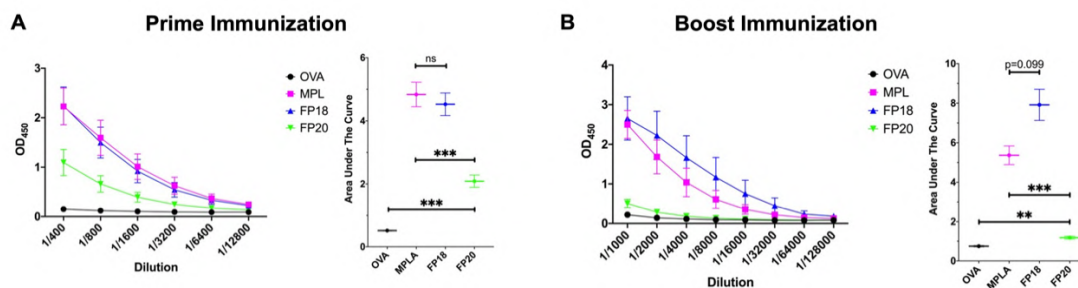 A Prime Immunization
OD450
3
2
1
0
1/400
1/800
1/1600
1/3200
1/6400
1/12800
Dilution
OVA
MPL
FP18
FP20
Area Under The Curve
6
4
2
0
ns
***
***
OVA
MPLA
FP18
FP20
B Boost Immunization
OD450
4
3
2
1
0
1/1000
1/2000
1/4000
1/8000
1/16000
1/32000
1/64000
1/128000
Dilution
OVA
MPL
FP18
FP20
Area Under The Curve
10
8
6
4
2
0
p=0.099
***
**
OVA
MPLA
FP18
FP20